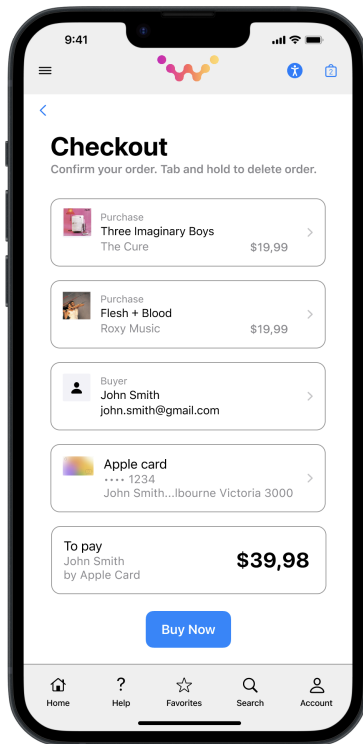 9:41
2
Checkout
Confirm your order. Tab and hold to delete order.
Purchase
Three Imaginary Boys
The Cure
$19,99
Purchase
Flesh + Blood
Roxy Music
$19,99
Buyer
John Smith
john.smith@gmail.com
Apple card
•••• 1234
John Smith...lbourne Victoria 3000
To pay
John Smith
by Apple Card
$39,98
Buy Now
Home
Help
Favorites
Search
Account